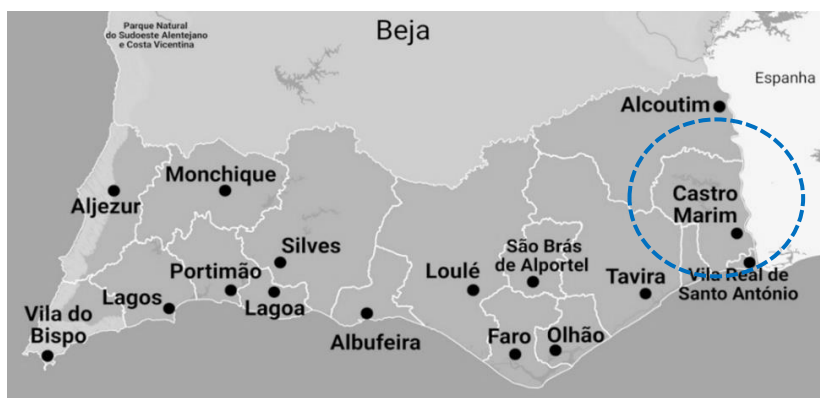 Parque Natural
do Sudoeste Alentejano
e Costa Vicentina
Beja
Espanha
Alcoutim
Monchique
Aljezur
Castro
Marim
Silves
São Brás
de Alportel
Portimão
Loulé
Tavira
Vila Real de
Santo António
Lagos
Lagoa
Vila do
Bispo
Albufeira
Faro
Olhão